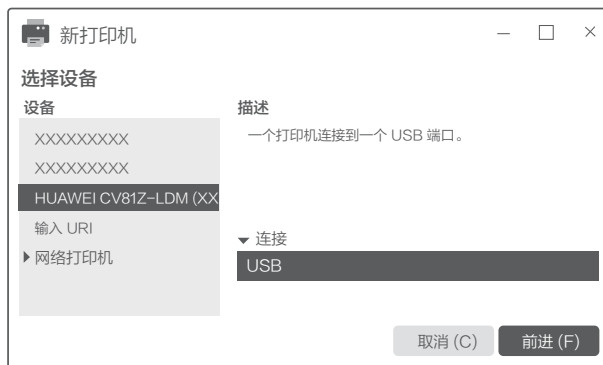 新打印机
选择设备
设备
XXXXXXXXX
XXXXXXXXX
HUAWEI CV81Z-LDM (XX
输入 URI
网络打印机
描述
一个打印机连接到一个 USB 端口。
连接
USB
取消 (C)
前进 (F)